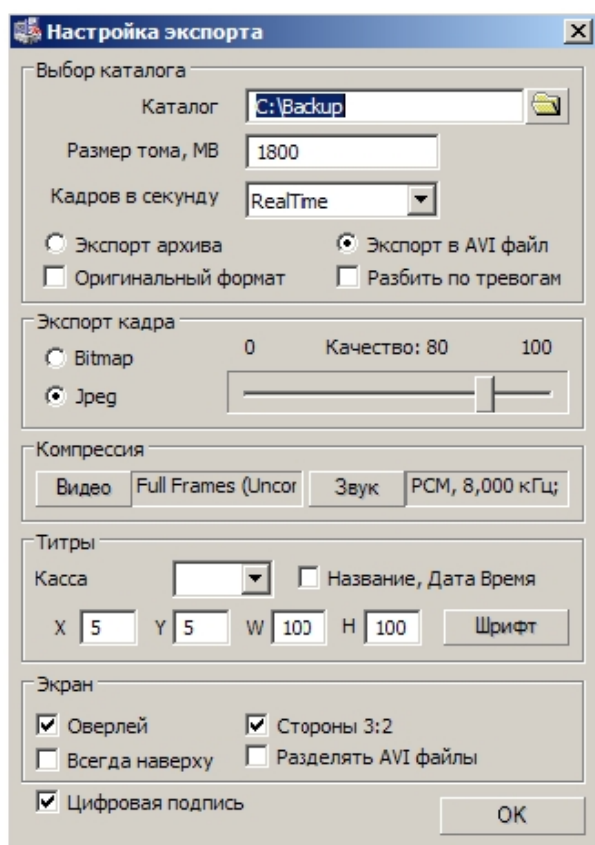 Настройка экспорта
Выбор каталога
Каталог C:\Backup
Размер тома, MB 1800
Кадров в секунду RealTime
Экспорт архива Экспорт в AVI файл
Оригинальный формат Разбить по тревогам
Экспорт кадра
Bitmap 0 Качество: 80 100
Jpeg
Компрессия
Видео Full Frames (Uncor Звук PCM, 8,000 кГц;
Титры
Касса Название, Дата Время
X 5 Y 5 W 100 H 100 Шрифт
Экран
Оверлей Стороны 3:2
Всегда наверху Разделять AVI файлы
Цифровая подпись OK